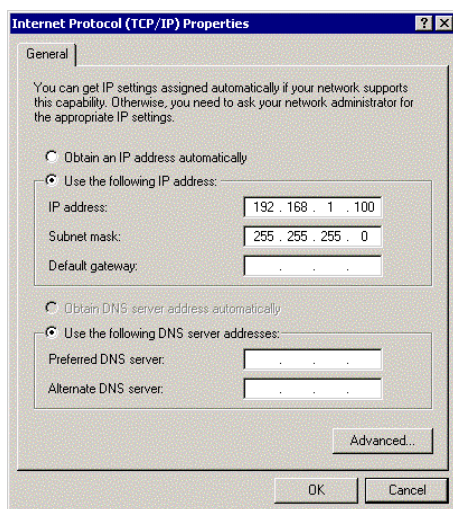 Internet Protocol (TCP/IP) Properties ? X
General
You can get IP settings assigned automatically if your network supports
this capability. Otherwise, you need to ask your network administrator for
the appropriate IP settings.
Obtain an IP address automatically
Use the following IP address:
IP address: 192 . 168 . 1 . 100
Subnet mask: 255 . 255 . 255 . 0
Default gateway: . . .
Obtain DNS server address automatically
Use the following DNS server addresses:
Preferred DNS server: . . .
Alternate DNS server: . . .
Advanced...
OK Cancel